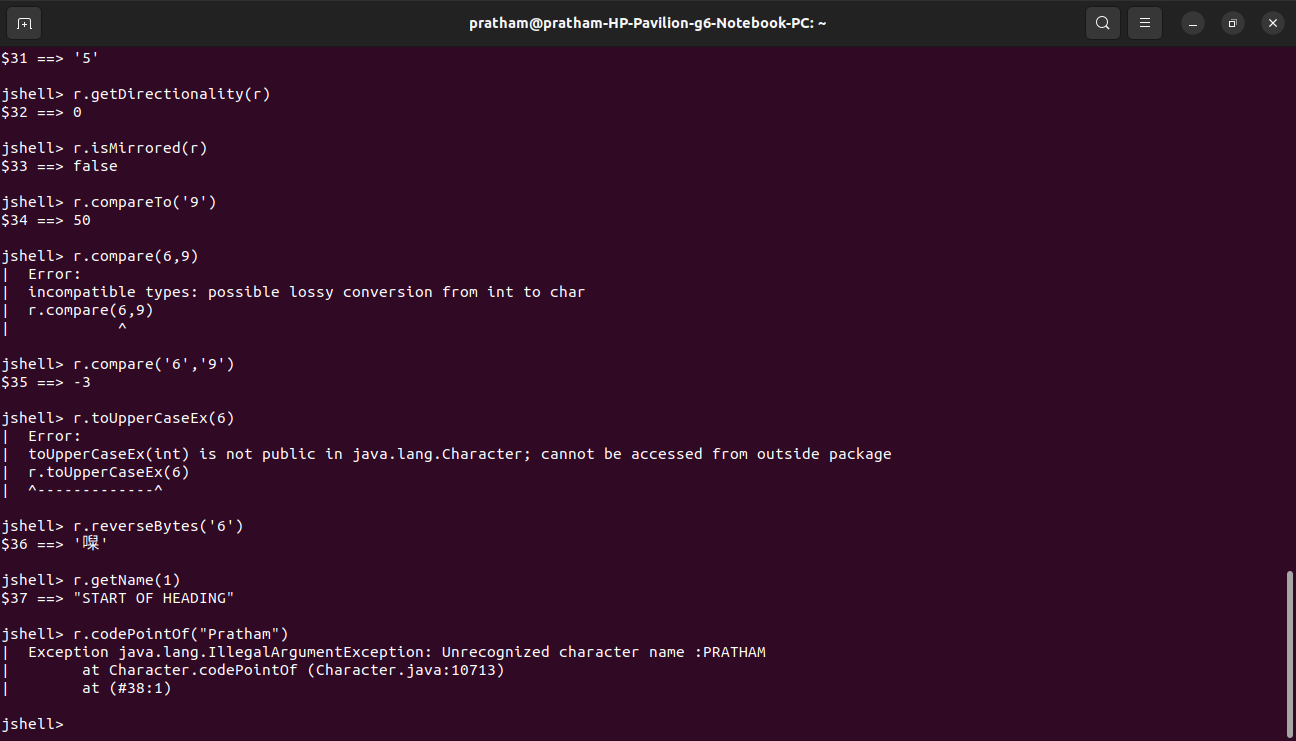 pratham@pratham-HP-Pavilion-g6-Notebook-PC: ~
$31 ==> '5'
jshell> r.getDirectionality(r)
$32 ==> 0
jshell> r.isMirrored(r)
$33 ==> false
jshell> r.compareTo('9')
$34 ==> 50
jshell> r.compare(6,9)
|  Error:
|  incompatible types: possible lossy conversion from int to char
|  r.compare(6,9)
|            ^
jshell> r.compare('6','9')
$35 ==> -3
jshell> r.toUpperCaseEx(6)
|  Error:
|  toUpperCaseEx(int) is not public in java.lang.Character; cannot be accessed from outside package
|  r.toUpperCaseEx(6)
|  ^-------------^
jshell> r.reverseBytes('6')
$36 ==> '㘀'
jshell> r.getName(1)
$37 ==> "START OF HEADING"
jshell> r.codePointOf("Pratham")
|  Exception java.lang.IllegalArgumentException: Unrecognized character name :PRATHAM
|        at Character.codePointOf (Character.java:10713)
|        at (#38:1)
jshell>